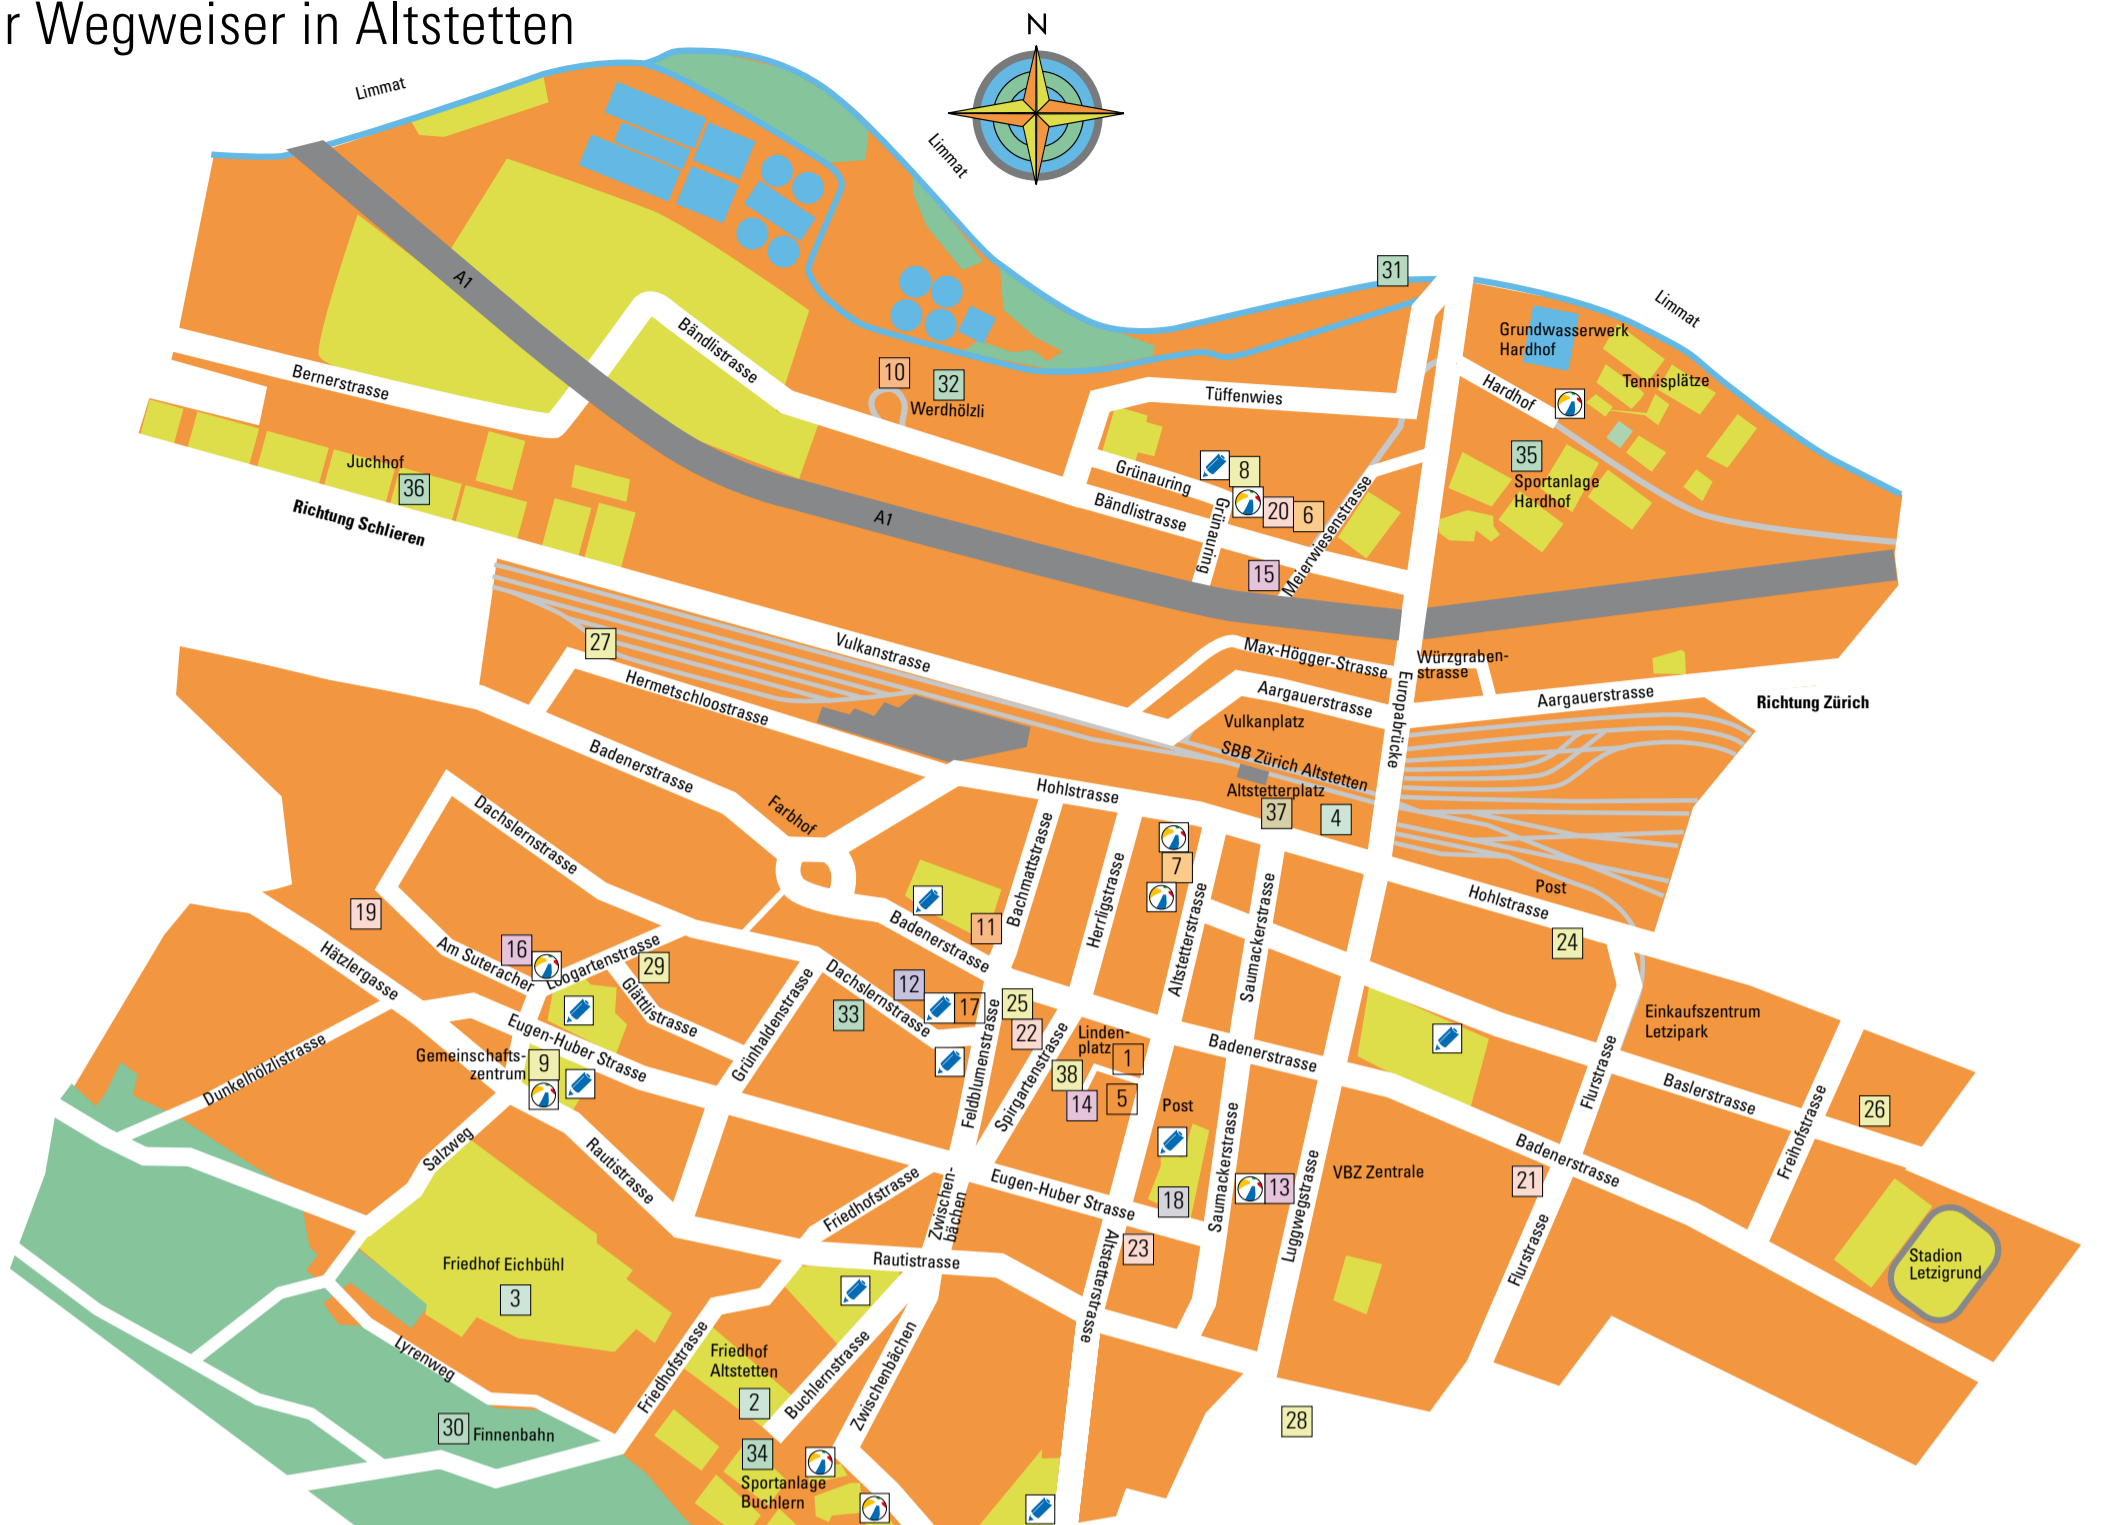 r Wegweiser in Altstetten
N
Limmat
Limmat
Limmat
A1
31
Grundwasserwerk
Hardhof
Tennisplätze
Hardhof
Bändlistrasse
Bernerstrasse
10
32
Werdhölzli
Tüffenwies
Juchhof
36
Richtung Schlieren
A1
Grünauring
8
Bändlistrasse
Grünauring
20
6
Meierwiesenstrasse
15
35
Sportanlage
Hardhof
27
Vulkanstrasse
Hermetschloostrasse
Max-Högger-Strasse
Würzgraben-
strasse
Aargauerstrasse
Aargauerstrasse
Richtung Zürich
Europabrücke
Vulkanplatz
SBB Zürich Altstetten
Altstetterplatz
37
4
Badenerstrasse
Farbhof
Hohlstrasse
Dachslernstrasse
Bachmattstrasse
Herrligstrasse
7
Altstetterstrasse
Saumackerstrasse
Post
Hohlstrasse
24
19
11
Badenerstrasse
Am Suteracher
16
Loogartenstrasse
29
Glättlistrasse
Hätzlergasse
Dachslernstrasse
12
17
33
25
22
Grünhaldenstrasse
Feldblumenstrasse
Spirgartenstrasse
Linden-
platz
1
38
14
5
Badenerstrasse
Einkaufszentrum
Letzipark
Flurstrasse
Baslerstrasse
Freihofstrasse
26
Eugen-Huber Strasse
Gemeinschafts-
zentrum
9
Dunkelhölzlistrasse
Salzweg
Rautistrasse
Post
18
Saumackerstrasse
13
Luggwegstrasse
VBZ Zentrale
21
Badenerstrasse
Flurstrasse
Friedhofstrasse
Zwischen-
bächen
Eugen-Huber Strasse
Altstetterstrasse
23
Rautistrasse
Stadion
Letzigrund
Friedhof Eichbühl
3
Lyrenweg
Friedhofstrasse
Friedhof
Altstetten
2
Buchlernstrasse
Zwischenbächen
30
Finnenbahn
34
Sportanlage
Buchlern
28